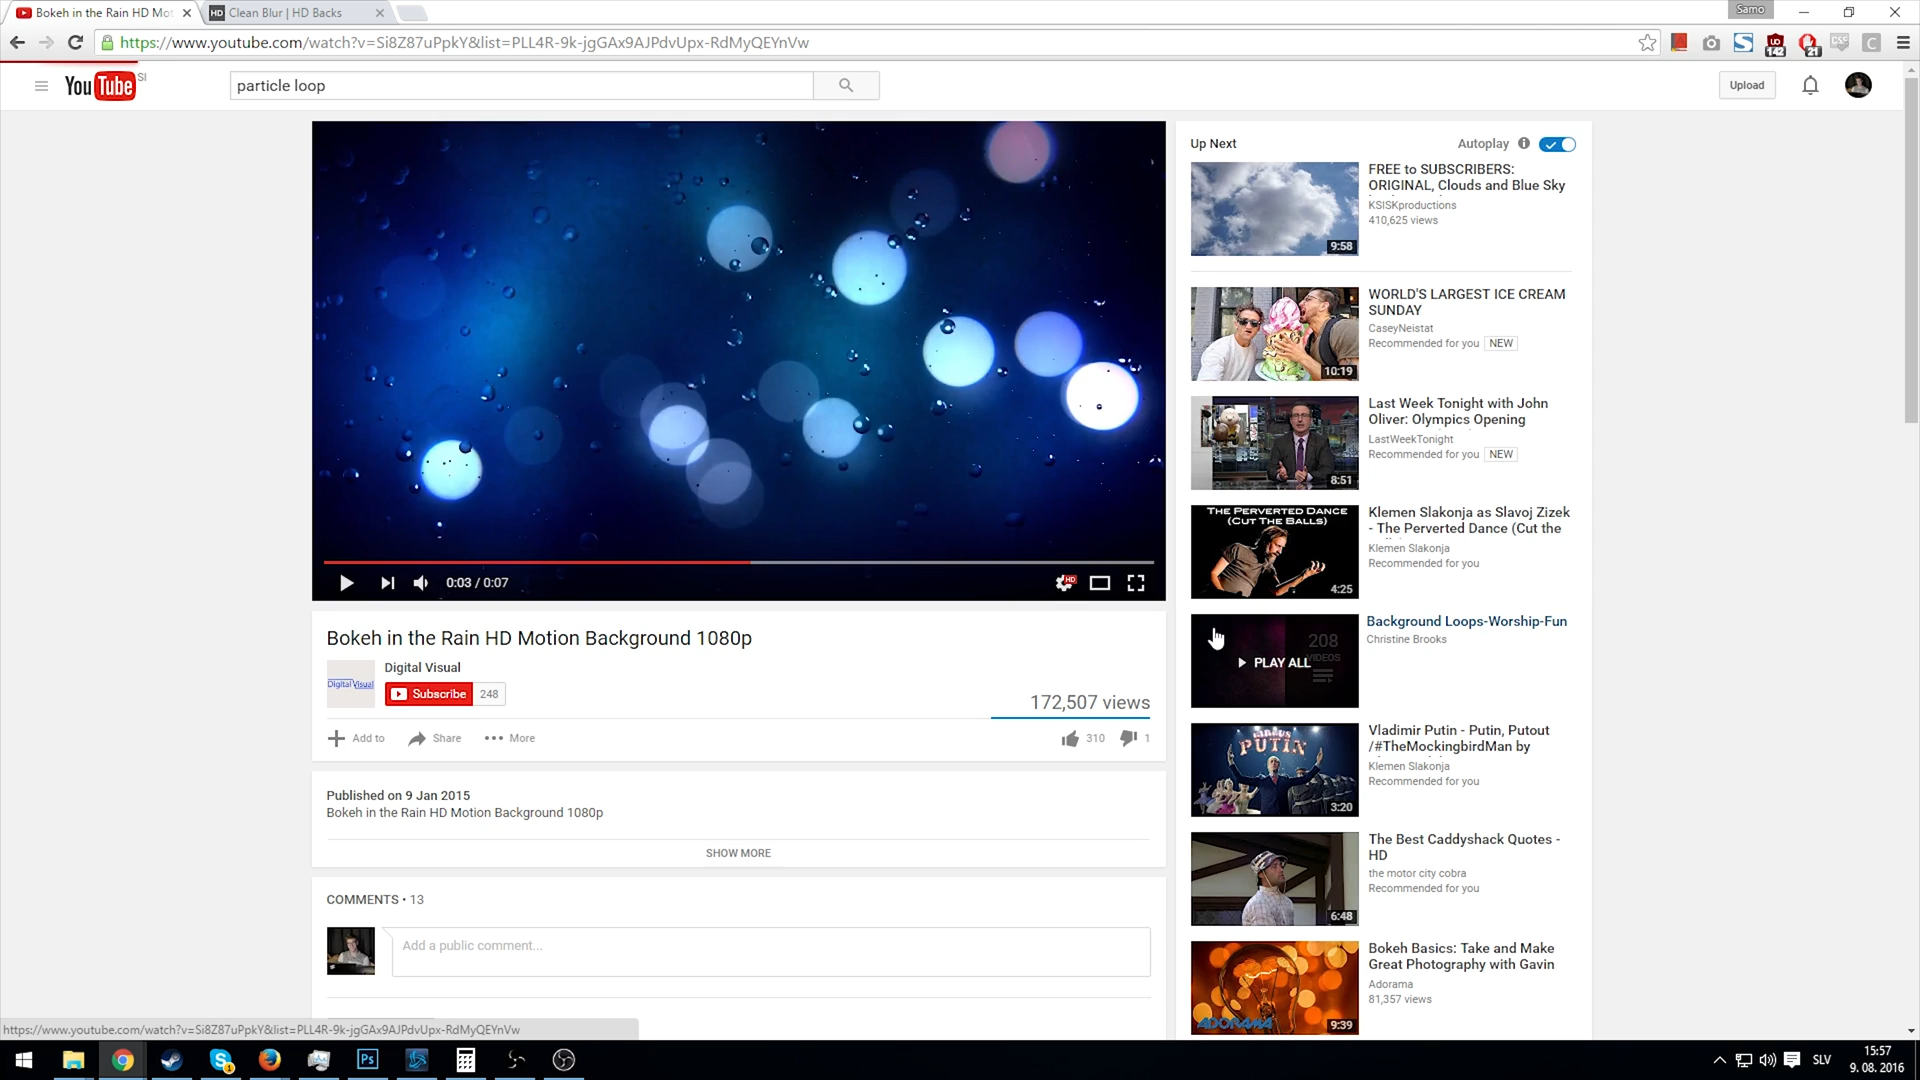 Bokeh in the Rain HD Mot
HD Clean Blur | HD Backs
Samo
https://www.youtube.com/watch?v=Si8Z87uPpkY&list=PLL4R-9k-jgGAx9AJPdvUpx-RdMyQEYnVw
142
21
CSS
YouTube SI
particle loop
Upload
Up Next
Autoplay
FREE to SUBSCRIBERS:
ORIGINAL, Clouds and Blue Sky
KSISKproductions
410,625 views
9:58
WORLD'S LARGEST ICE CREAM
SUNDAY
CaseyNeistat
Recommended for you NEW
10:19
Last Week Tonight with John
Oliver: Olympics Opening
LastWeekTonight
Recommended for you NEW
8:51
THE PERVERTED DANCE
(CUT THE BALLS)
Klemen Slakonja as Slavoj Zizek
- The Perverted Dance (Cut the
Klemen Slakonja
Recommended for you
4:25
0:03 / 0:07
HD
Background Loops-Worship-Fun
Christine Brooks
208
VIDEOS
PLAY ALL
Bokeh in the Rain HD Motion Background 1080p
Digital Visual
DigitalVisual
Subscribe 248
172,507 views
Add to Share More
310 1
PUTIN
Vladimir Putin - Putin, Putout
/#TheMockingbirdMan by
Klemen Slakonja
Recommended for you
3:20
Published on 9 Jan 2015
Bokeh in the Rain HD Motion Background 1080p
SHOW MORE
The Best Caddyshack Quotes -
HD
the motor city cobra
Recommended for you
6:48
COMMENTS • 13
Add a public comment...
Bokeh Basics: Take and Make
Great Photography with Gavin
Adorama
81,357 views
ADORAMA
9:39
https://www.youtube.com/watch?v=Si8Z87uPpkY&list=PLL4R-9k-jgGAx9AJPdvUpx-RdMyQEYnVw
Ps
SLV
15:57
9. 08. 2016